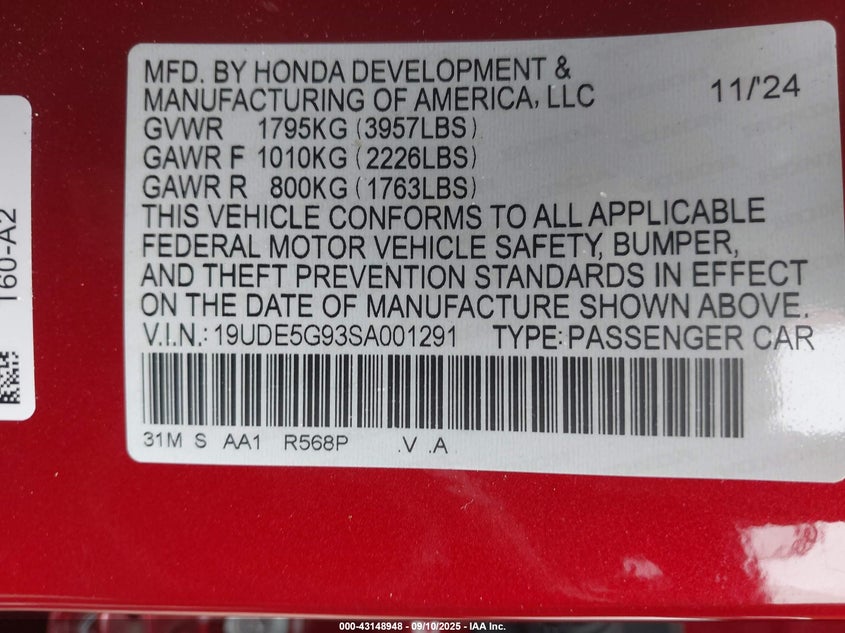 MFD. BY HONDA DEVELOPMENT &
MANUFACTURING OF AMERICA, LLC 11/'24
GVWR 1795KG (3957LBS)
GAWR F 1010KG (2226LBS)
GAWR R 800KG (1763LBS)
THIS VEHICLE CONFORMS TO ALL APPLICABLE
FEDERAL MOTOR VEHICLE SAFETY, BUMPER,
AND THEFT PREVENTION STANDARDS IN EFFECT
ON THE DATE OF MANUFACTURE SHOWN ABOVE.
V.I.N.: 19UDE5G93SA001291 TYPE: PASSENGER CAR
31M S AA1 R568P .V .A
T60-A2
000-43148948 - 09/10/2025 - IAA Inc.